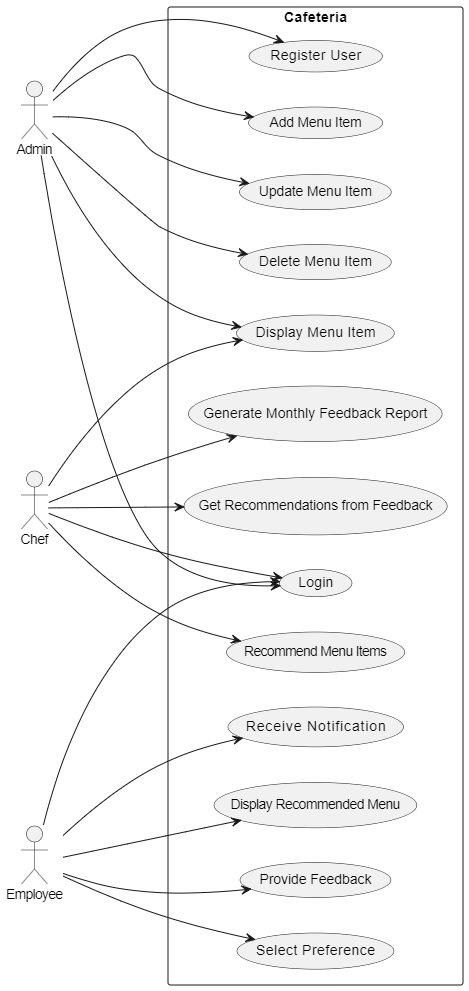 Cafeteria
Register User
Admin
Add Menu Item
Update Menu Item
Delete Menu Item
Display Menu Item
Generate Monthly Feedback Report
Chef
Get Recommendations from Feedback
Login
Recommend Menu Items
Receive Notification
Display Recommended Menu
Employee
Provide Feedback
Select Preference